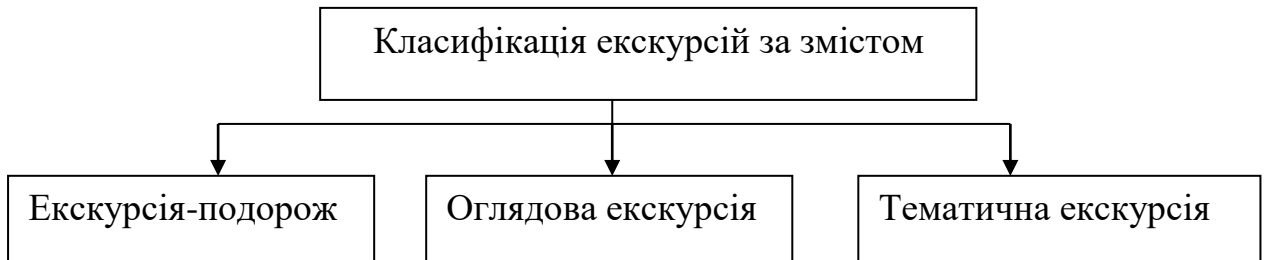 Класифікація екскурсій за змістом
Екскурсія-подорож
Оглядова екскурсія
Тематична екскурсія